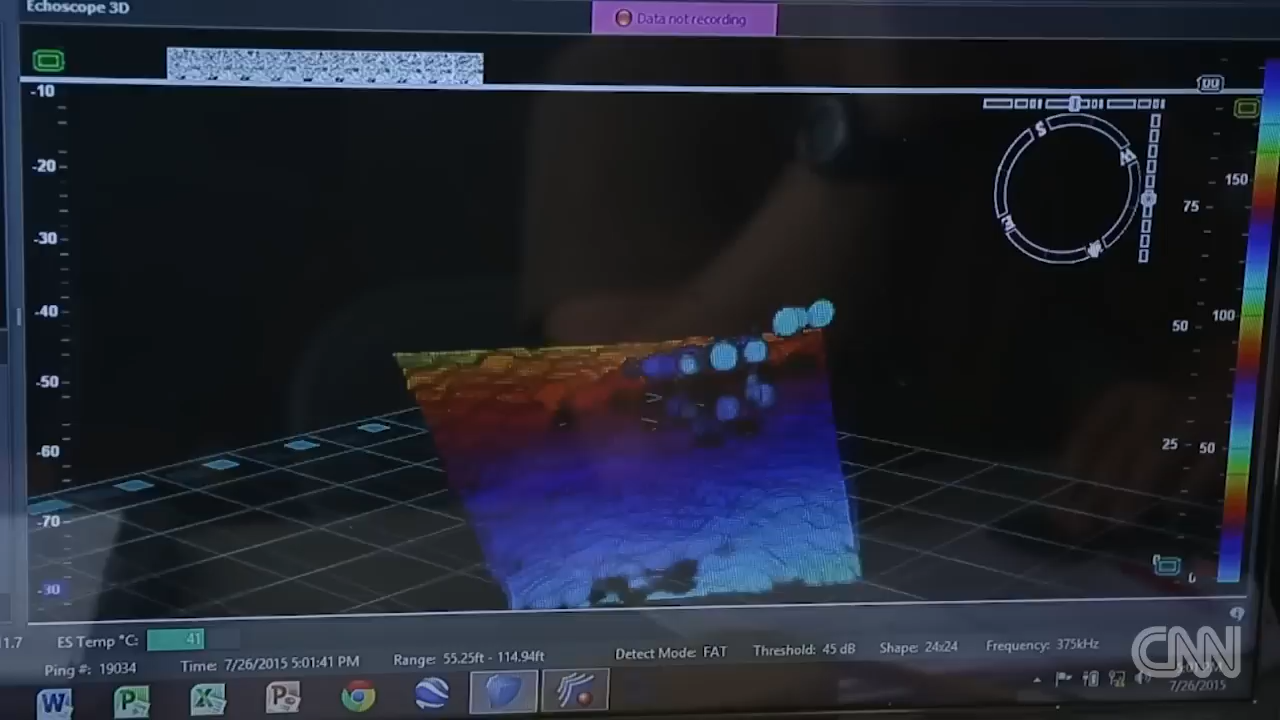 Echoscope 3D
Data not recording
-10
-20
-30
-40
-50
-60
-70
-30
S
W
150
75
50
100
25
50
0
11.7
ES Temp °C: 41
Ping #: 19034
Time: 7/26/2015 5:01:41 PM
Range: 55.25ft - 114.94ft
Detect Mode: FAT
Threshold: 45 dB
Shape: 24x24
Frequency: 375kHz
CNN
7/26/2015